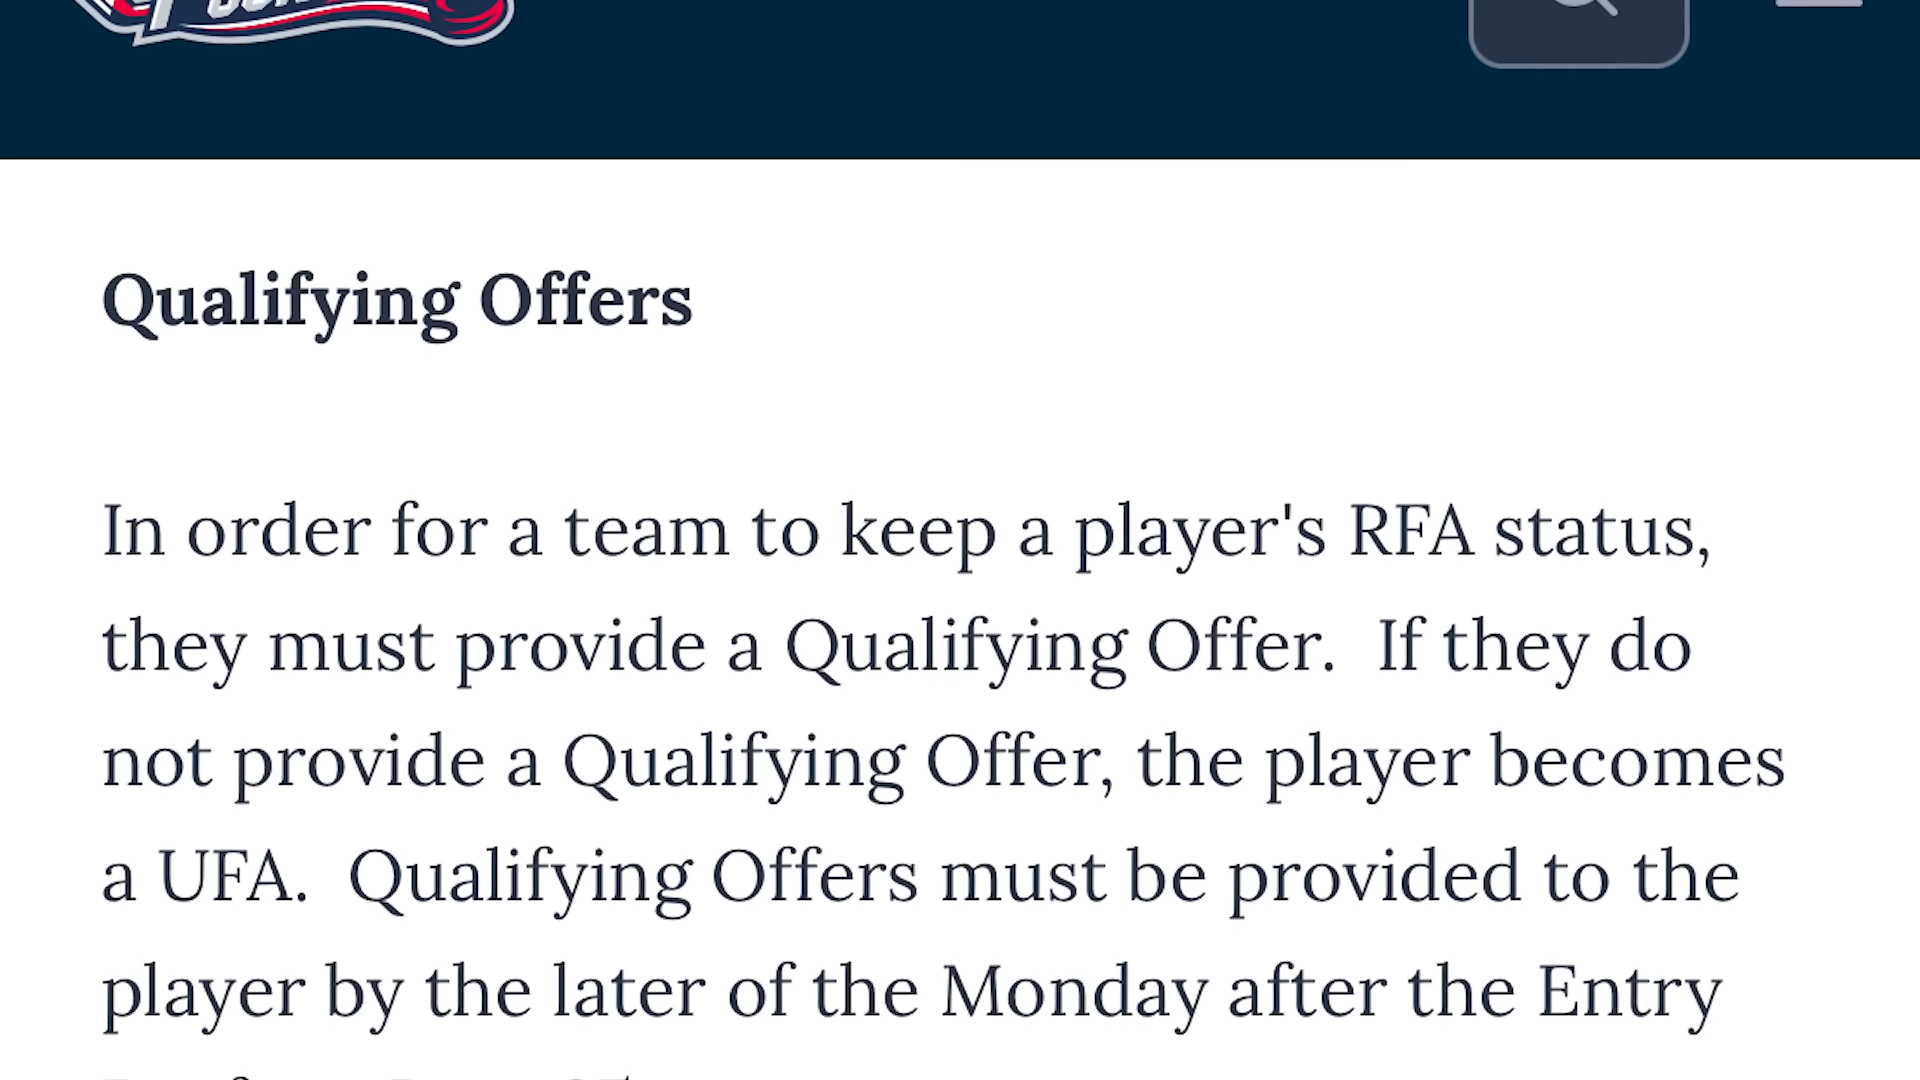 Qualifying Offers
In order for a team to keep a player's RFA status,
they must provide a Qualifying Offer.  If they do
not provide a Qualifying Offer, the player becomes
a UFA.  Qualifying Offers must be provided to the
player by the later of the Monday after the Entry